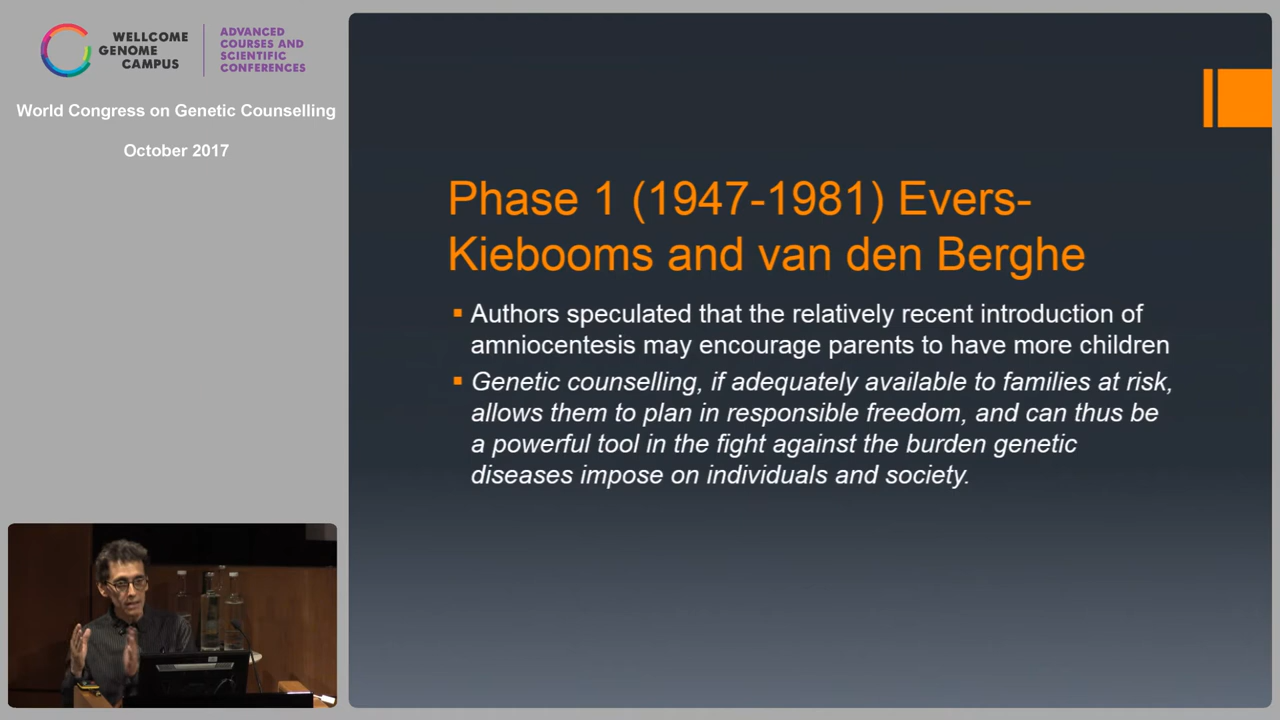 WELLCOME
GENOME
CAMPUS
ADVANCED
COURSES AND
SCIENTIFIC
CONFERENCES
World Congress on Genetic Counselling
October 2017
Phase 1 (1947-1981) Evers-
Kiebooms and van den Berghe
Authors speculated that the relatively recent introduction of
amniocentesis may encourage parents to have more children
Genetic counselling, if adequately available to families at risk,
allows them to plan in responsible freedom, and can thus be
a powerful tool in the fight against the burden genetic
diseases impose on individuals and society.